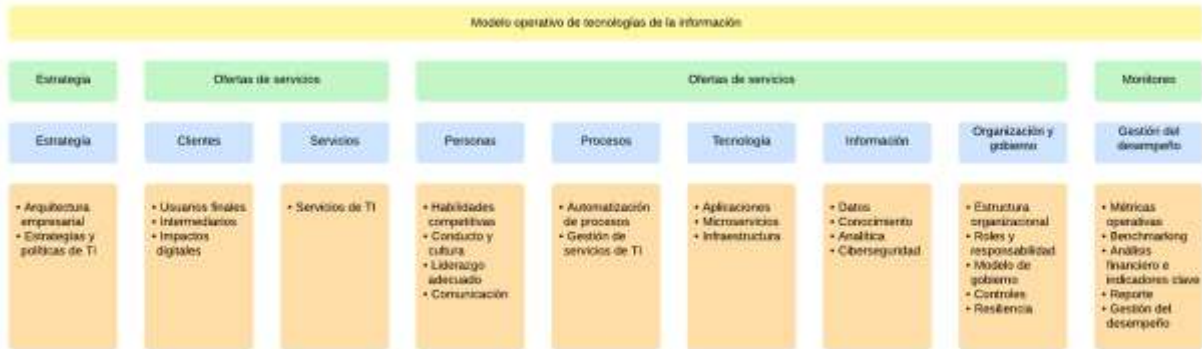 Modelo operativo de tecnologías de la información
Estrategia
Ofertas de servicios
Ofertas de servicios
Monitoreo
Estrategia
Clientes
Servicios
Personas
Procesos
Tecnología
Información
Organización y
gobierno
Gestión del
desempeño
• Arquitectura
empresarial
• Estrategias y
políticas de TI
• Usuarios finales
• Intermediarios
• Impactos
digitales
• Servicios de TI
• Habilidades
competitivas
• Conducto y
cultura
• Liderazgo
adecuado
• Comunicación
• Automatización
de procesos
• Gestión de
servicios de TI
• Aplicaciones
• Microservicios
• Infraestructura
• Datos
• Conocimiento
• Analítica
• Ciberseguridad
• Estructura
organizacional
• Roles y
responsabilidad
• Modelo de
gobierno
• Controles
• Resiliencia
• Métricas
operativas
• Benchmarking
• Análisis
financiero e
indicadores clave
• Reporte
• Gestión del
desempeño